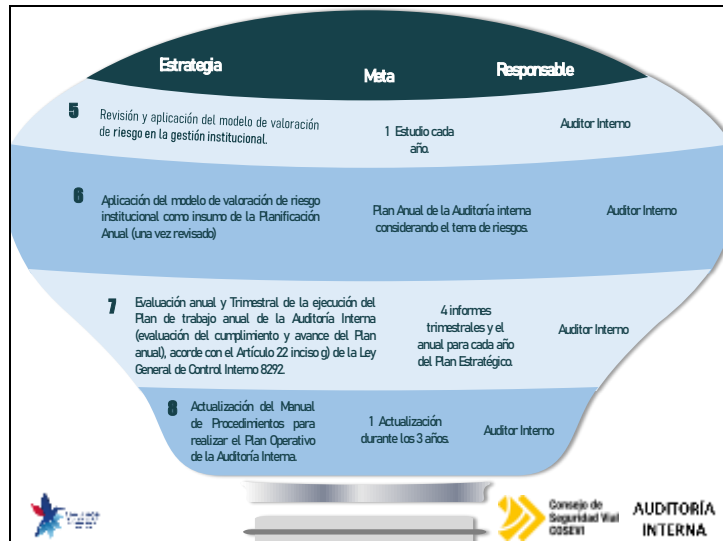 Estrategia
Meta
Responsable
5
Revisión y aplicación del modelo de valoración
de riesgo en la gestión institucional.
1 Estudio cada
año.
Auditor Interno
6
Aplicación del modelo de valoración de riesgo
institucional como insumo de la Planificación
Anual (una vez revisado)
Plan Anual de la Auditoría interna
considerando el tema de riesgos.
Auditor Interno
7
Evaluación anual y Trimestral de la ejecución del
Plan de trabajo anual de la Auditoría Interna
(evaluación del cumplimiento y avance del Plan
anual), acorde con el Artículo 22 inciso g) de la Ley
General de Control Interno 8292.
4 informes
trimestrales y el
anual para cada año
del Plan Estratégico.
Auditor Interno
8
Actualización del Manual
de Procedimientos para
realizar el Plan Operativo
de la Auditoría Interna.
1 Actualización
durante los 3 años.
Auditor Interno
Consejo de
Seguridad Vial
COSEVI
AUDITORÍA
INTERNA